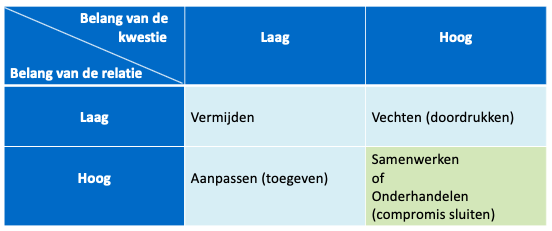 Belang van de
kwestie
Belang van de relatie
Laag
Hoog
Laag
Vermijden
Vechten (doordrukken)
Hoog
Aanpassen (toegeven)
Samenwerken
of
Onderhandelen
(compromis sluiten)